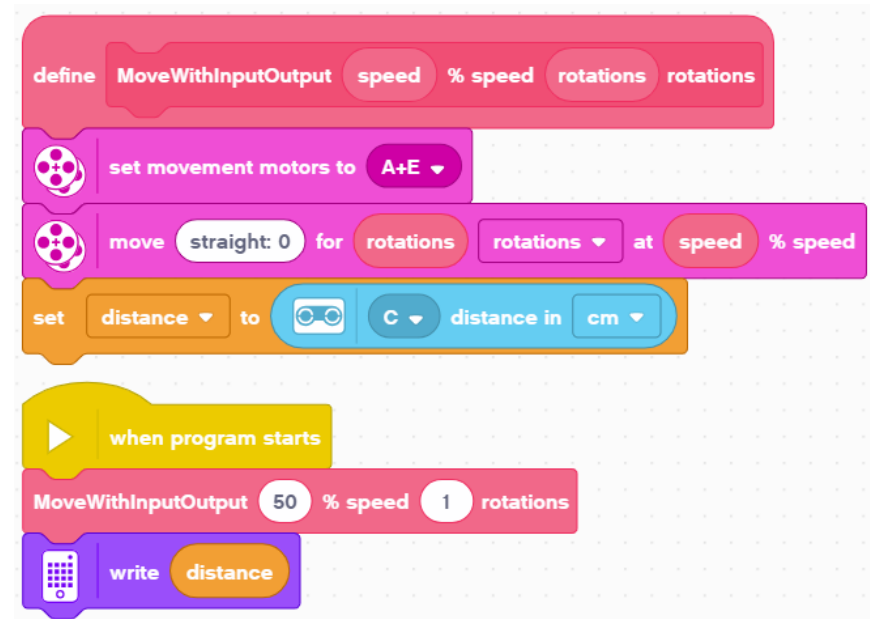 define MoveWithInputOutput speed % speed rotations rotations
set movement motors to A+E
move straight: 0 for rotations rotations at speed % speed
set distance to C distance in cm
when program starts
MoveWithInputOutput 50 % speed 1 rotations
write distance